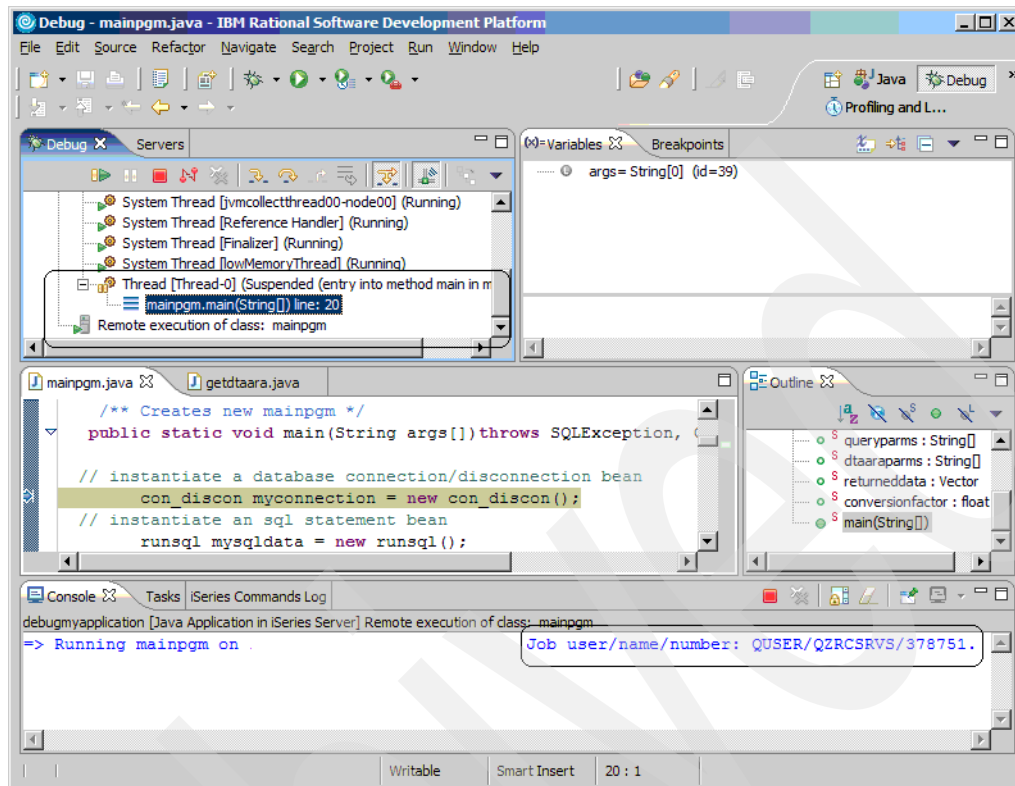 Debug - mainpgm.java - IBM Rational Software Development Platform
File Edit Source Refactor Navigate Search Project Run Window Help
Java Debug »
Profiling and L...
Debug Servers
(x)= Variables Breakpoints
System Thread [jvmcollectthread00-node00] (Running)
System Thread [Reference Handler] (Running)
System Thread [Finalizer] (Running)
System Thread [lowMemoryThread] (Running)
Thread [Thread-0] (Suspended (entry into method main in m
mainpgm.main(String[]) line: 20
Remote execution of class: mainpgm
args= String[0] (id=39)
mainpgm.java getdtaara.java
/** Creates new mainpgm */
public static void main(String args[])throws SQLException,
// instantiate a database connection/disconnection bean
con_discon myconnection = new con_discon();
// instantiate an sql statement bean
runsql mysqldata = new runsql();
Outline
queryparms : String[]
dtaaraparms : String[]
returneddata : Vector
conversionfactor : float
main(String[])
Console Tasks iSeries Commands Log
debugmyapplication [Java Application in iSeries Server] Remote execution of class: mainpgm
=> Running mainpgm on . Job user/name/number: QUSER/QZRCSRVS/378751.
Writable Smart Insert 20 : 1